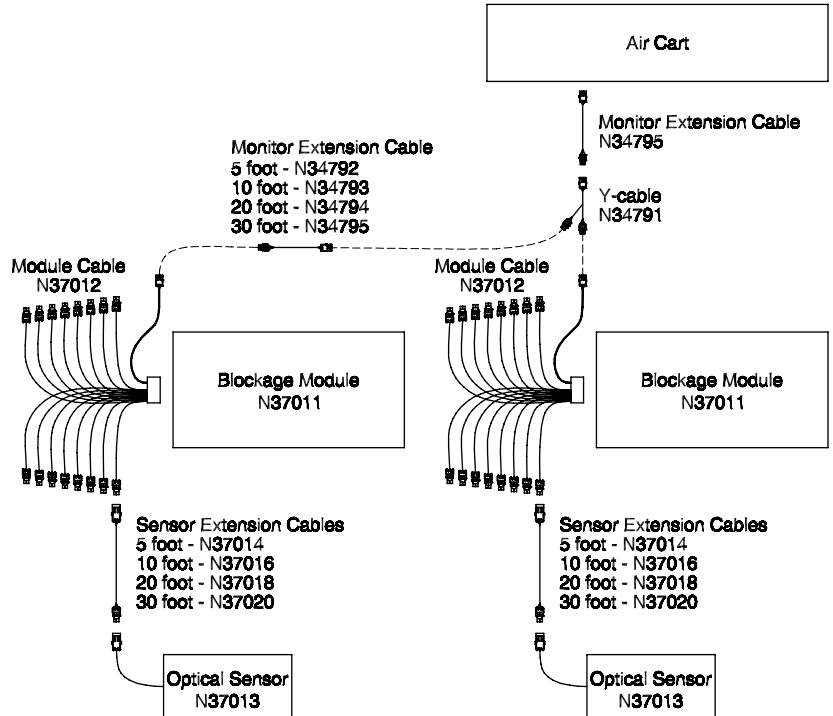 Air Cart
Monitor Extension Cable
N34795
Monitor Extension Cable
5 foot - N34792
10 foot - N34793
20 foot - N34794
30 foot - N34795
Y-cable
N34791
Module Cable
N37012
Module Cable
N37012
Blockage Module
N37011
Blockage Module
N37011
Sensor Extension Cables
5 foot - N37014
10 foot - N37016
20 foot - N37018
30 foot - N37020
Sensor Extension Cables
5 foot - N37014
10 foot - N37016
20 foot - N37018
30 foot - N37020
Optical Sensor
N37013
Optical Sensor
N37013